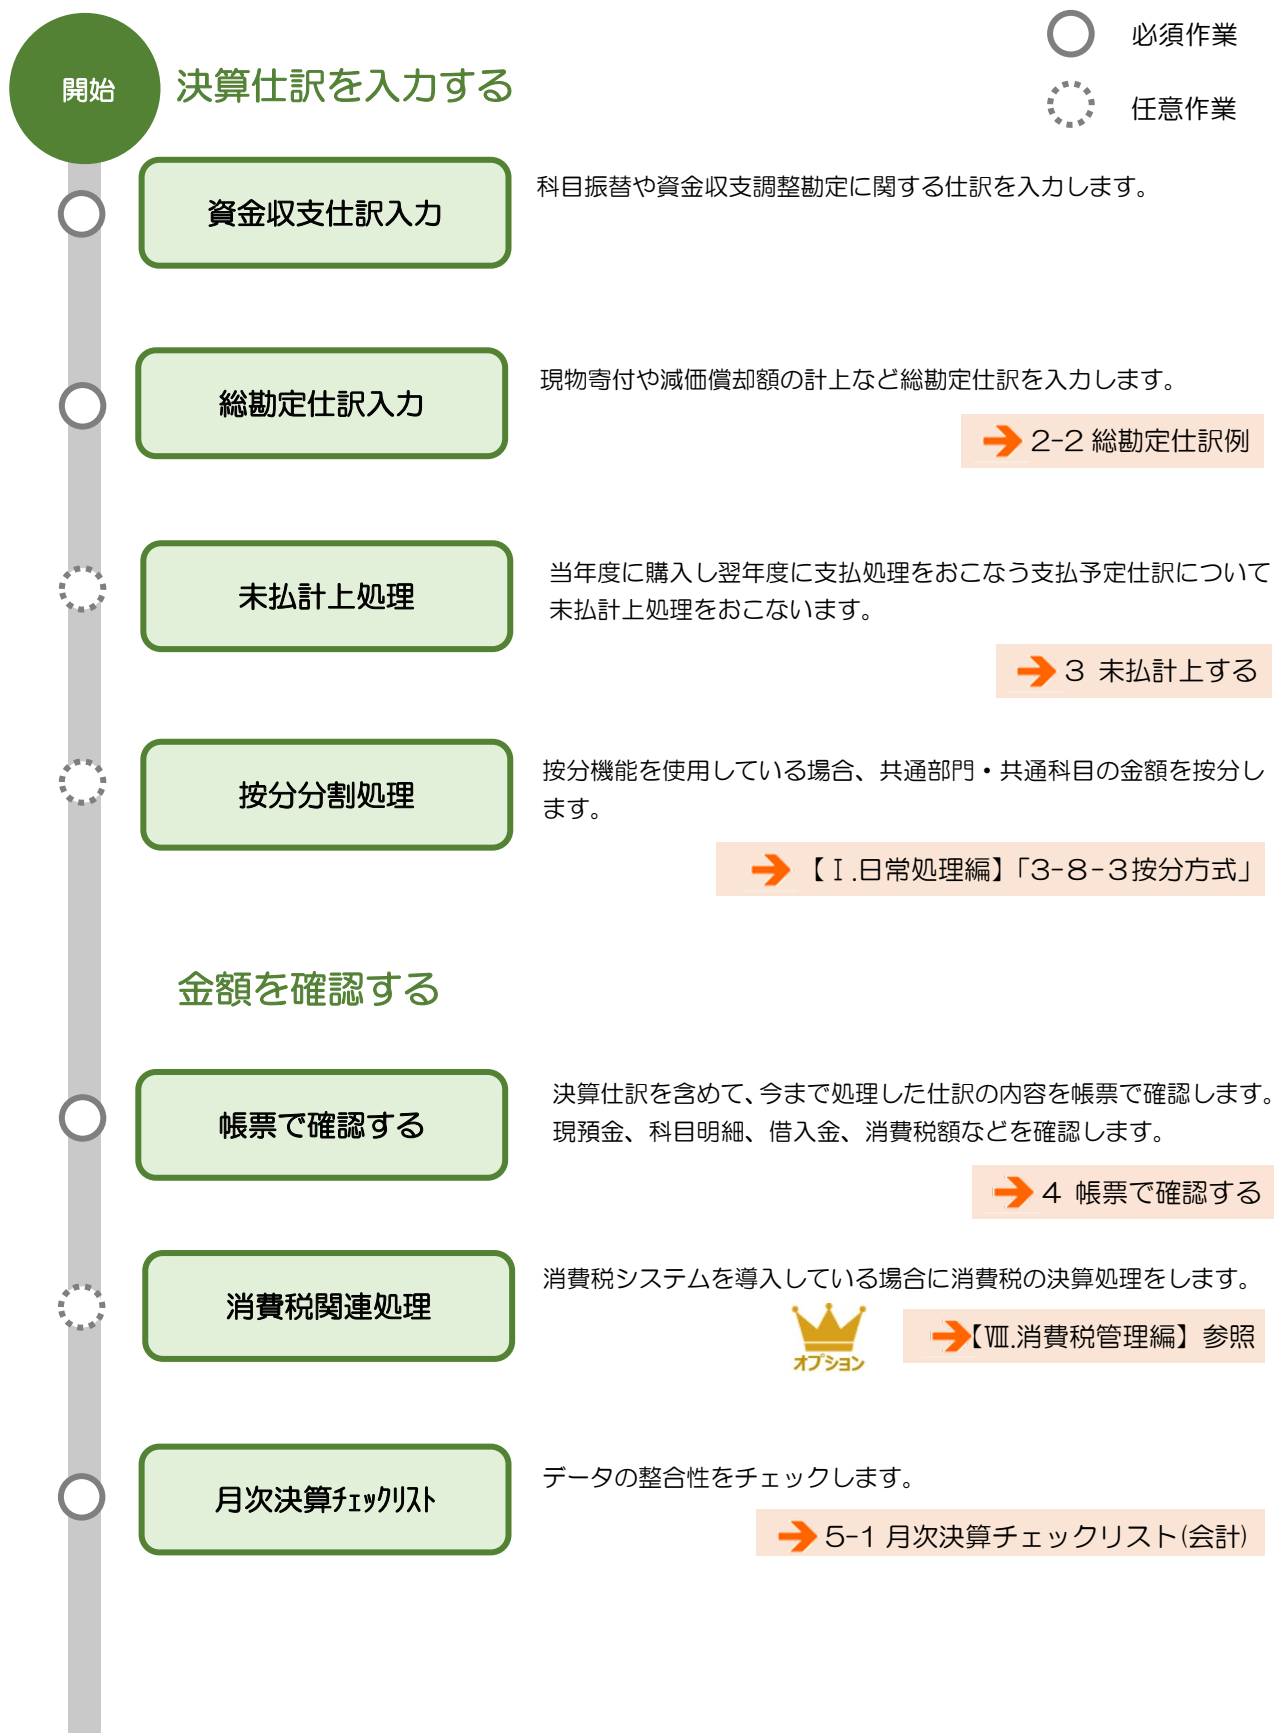 必須作業
任意作業
開始
決算仕訳を入力する
資金収支仕訳入力
科目振替や資金収支調整勘定に関する仕訳を入力します。
総勘定仕訳入力
現物寄付や減価償却額の計上など総勘定仕訳を入力します。
2-2 総勘定仕訳例
未払計上処理
当年度に購入し翌年度に支払処理をおこなう支払予定仕訳について
未払計上処理をおこないます。
3 未払計上する
按分分割処理
按分機能を使用している場合、共通部門・共通科目の金額を按分し
ます。
【Ⅰ.日常処理編】「3-8-3按分方式」
金額を確認する
帳票で確認する
決算仕訳を含めて、今まで処理した仕訳の内容を帳票で確認します。
現預金、科目明細、借入金、消費税額などを確認します。
4 帳票で確認する
消費税関連処理
消費税システムを導入している場合に消費税の決算処理をします。
オプション
【Ⅷ.消費税管理編】参照
月次決算ﾁｪｯｸﾘｽﾄ
データの整合性をチェックします。
5-1 月次決算チェックリスト(会計)